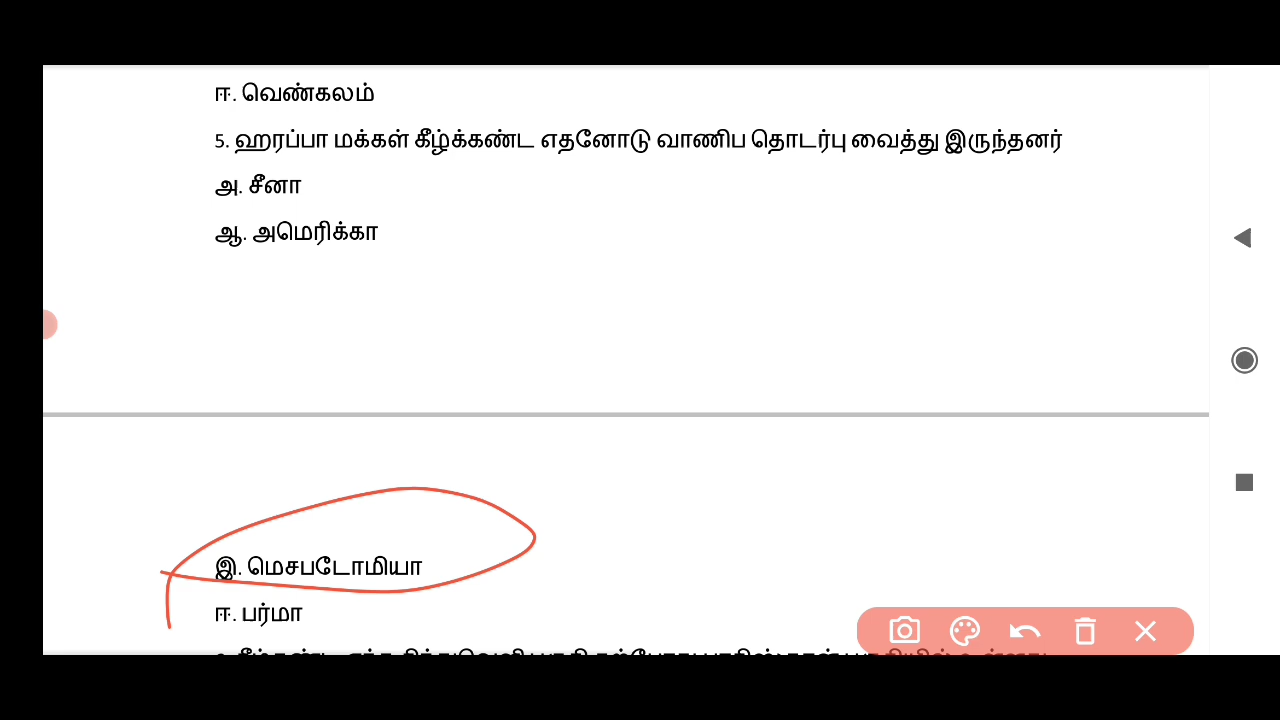 ஈ. வெண்கலம்
5. ஹரப்பா மக்கள் கீழ்க்கண்ட எதனோடு வாணிப தொடர்பு வைத்து இருந்தனர்
அ. சீனா
ஆ. அமெரிக்கா
இ. மெசபடோமியா
ஈ. பர்மா